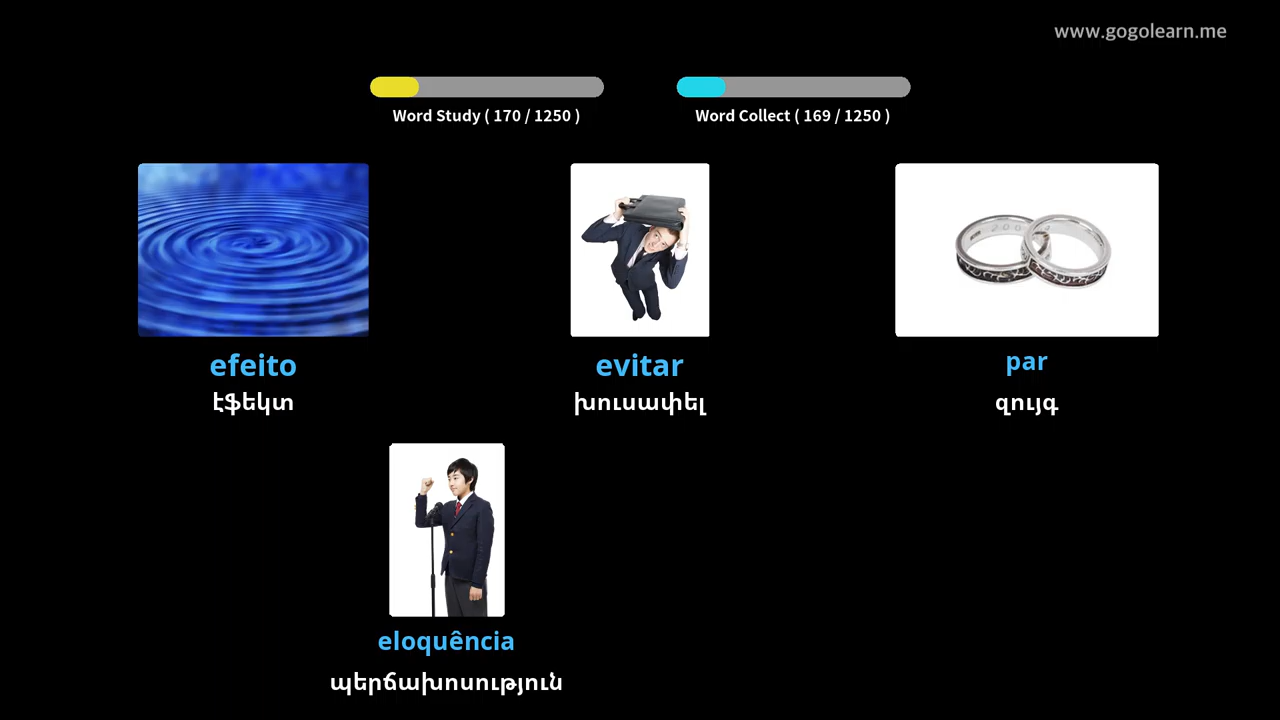 www.gogolearn.me
Word Study ( 170 / 1250 )
Word Collect ( 169 / 1250 )
efeito
էֆեկտ
evitar
խուսափել
par
զույգ
eloquência
պերճախոսություն